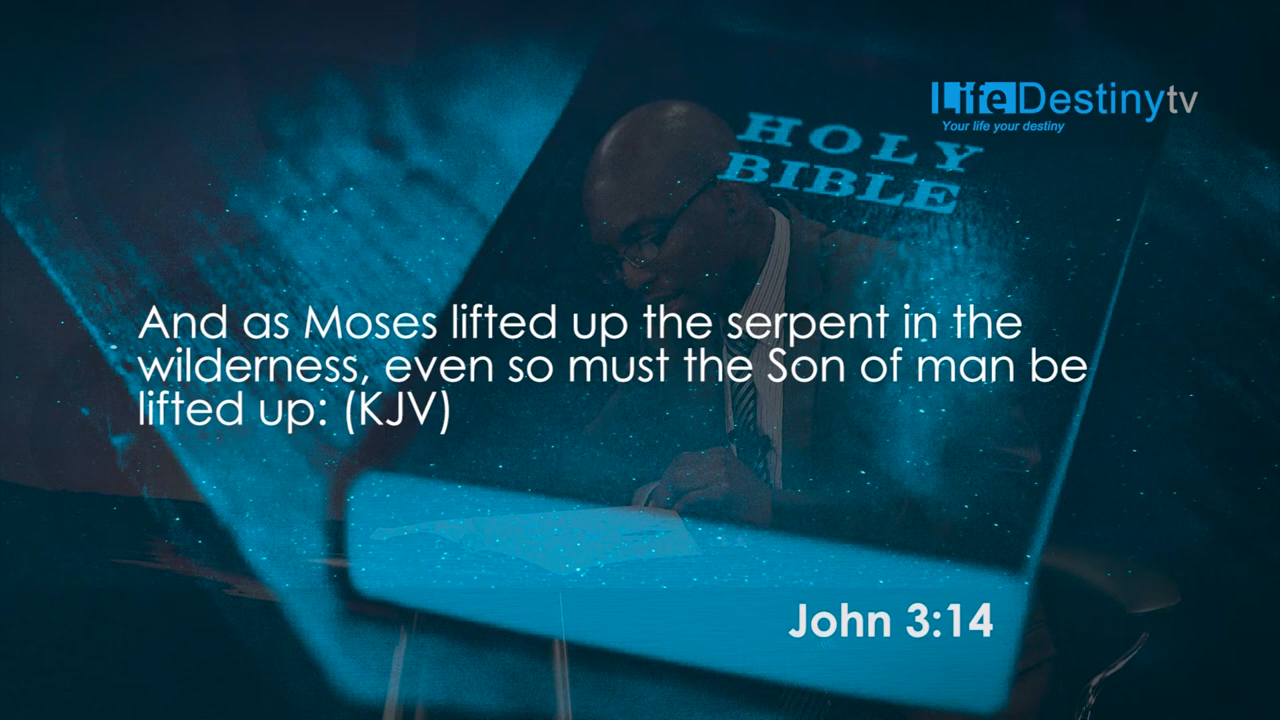 LifeDestinytv
Your life your destiny
HOLY
BIBLE
And as Moses lifted up the serpent in the
wilderness, even so must the Son of man be
lifted up: (KJV)
John 3:14